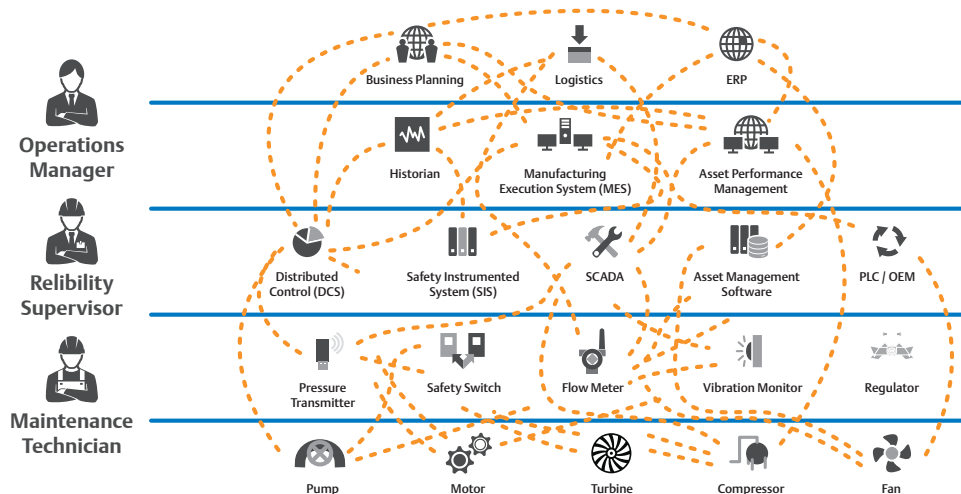 Business Planning
Logistics
ERP
Operations
Manager
Historian
Manufacturing
Execution System (MES)
Asset Performance
Management
Relibility
Supervisor
Distributed
Control (DCS)
Safety Instrumented
System (SIS)
SCADA
Asset Management
Software
PLC / OEM
Maintenance
Technician
Pressure
Transmitter
Safety Switch
Flow Meter
Vibration Monitor
Regulator
Pump
Motor
Turbine
Compressor
Fan